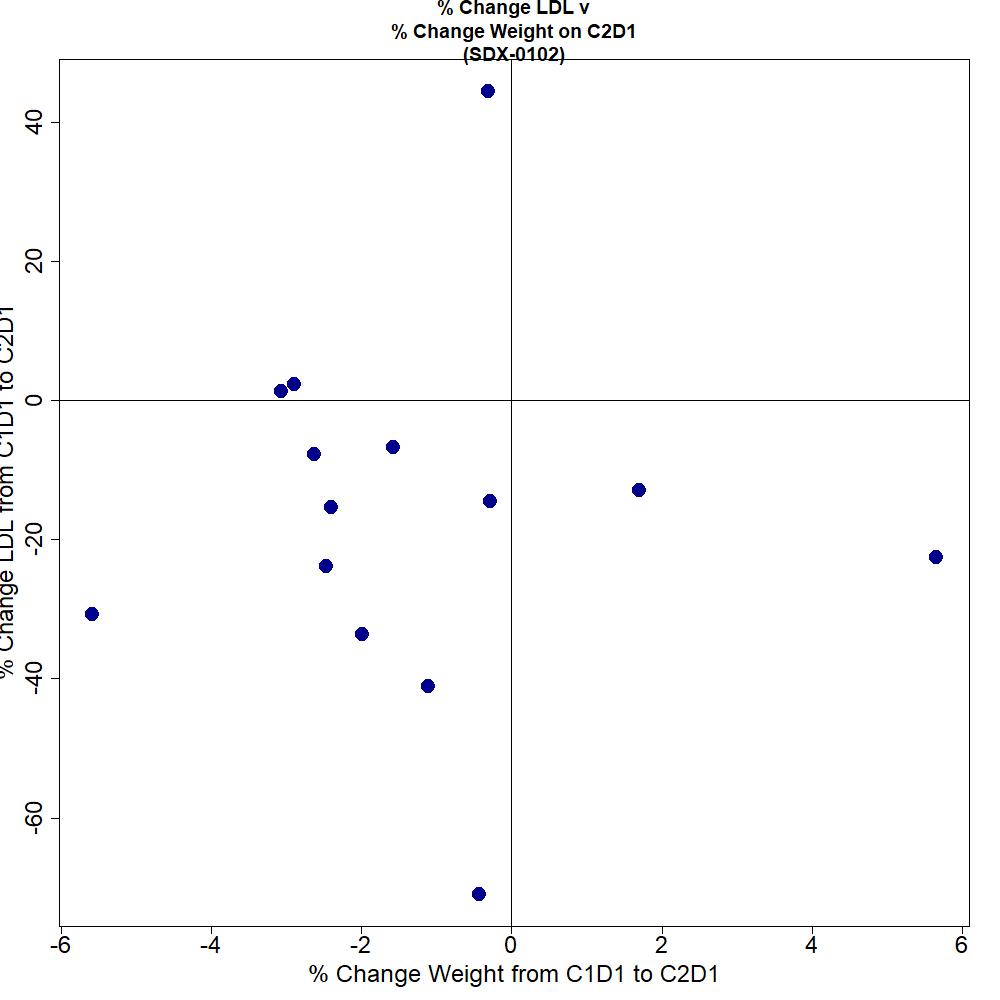 % Change LDL v
% Change Weight on C2D1
(SDX-0102)
% Change LDL from C1D1 to C2D1
40
20
0
-20
-40
-60
-6
-4
-2
0
2
4
6
% Change Weight from C1D1 to C2D1